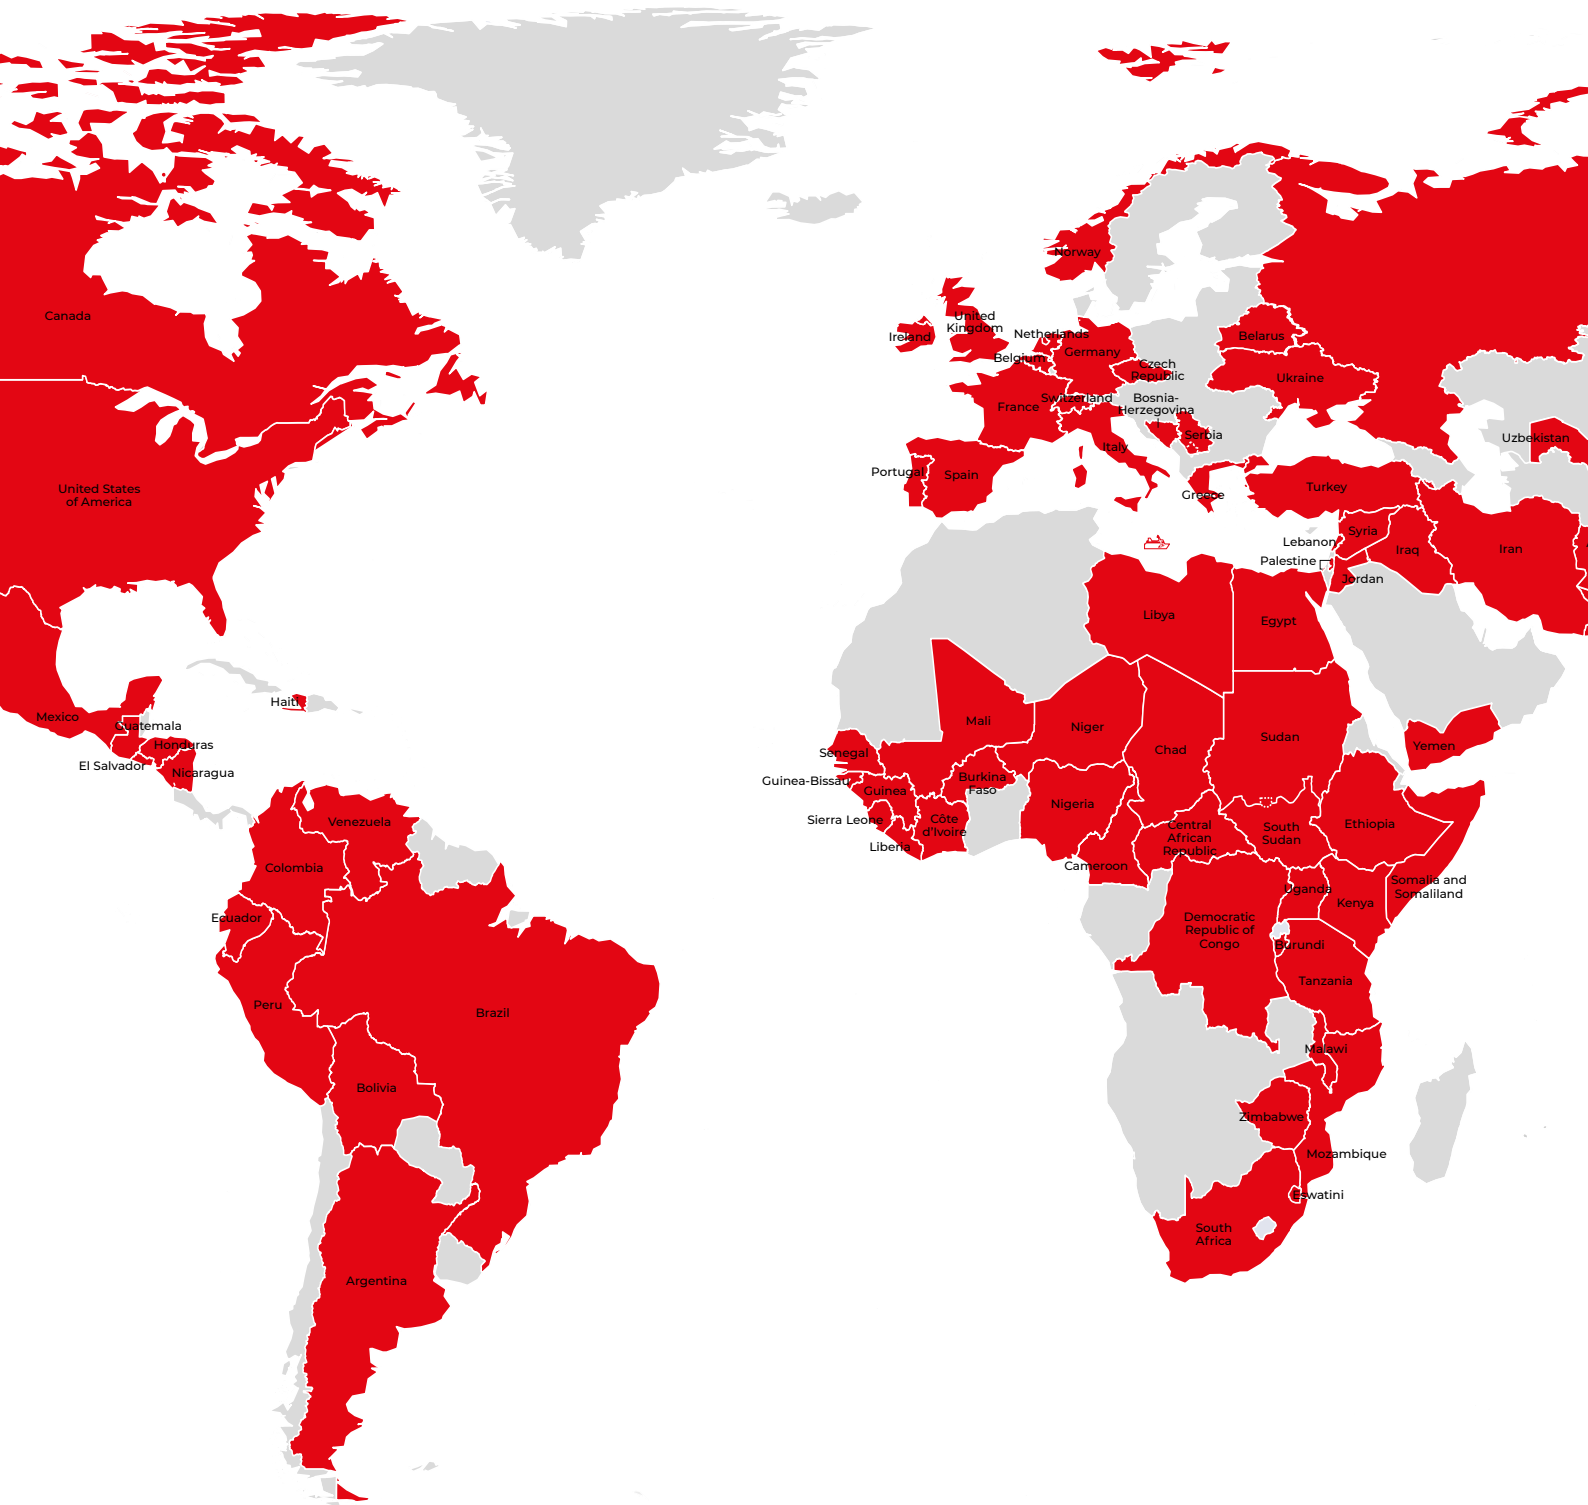 Norway
Canada
United
Kingdom
Ireland
Netherlands
Belarus
Belgium
Germany
Czech
Republic
Ukraine
France
Switzerland
Bosnia-
Herzegovina
Serbia
Uzbekistan
Italy
Portugal
Spain
Greece
Turkey
United States
of America
Syria
Lebanon
Iraq
Iran
Palestine
Jordan
Libya
Egypt
Haiti
Mexico
Guatemala
Honduras
El Salvador
Nicaragua
Mali
Niger
Chad
Sudan
Yemen
Senegal
Guinea-Bissau
Guinea
Burkina
Faso
Nigeria
Sierra Leone
Côte
d'Ivoire
Liberia
Central
African
Republic
South
Sudan
Ethiopia
Cameroon
Venezuela
Colombia
Ecuador
Uganda
Kenya
Somalia and
Somaliland
Democratic
Republic of
Congo
Burundi
Tanzania
Peru
Brazil
Malawi
Bolivia
Zimbabwe
Mozambique
Eswatini
South
Africa
Argentina